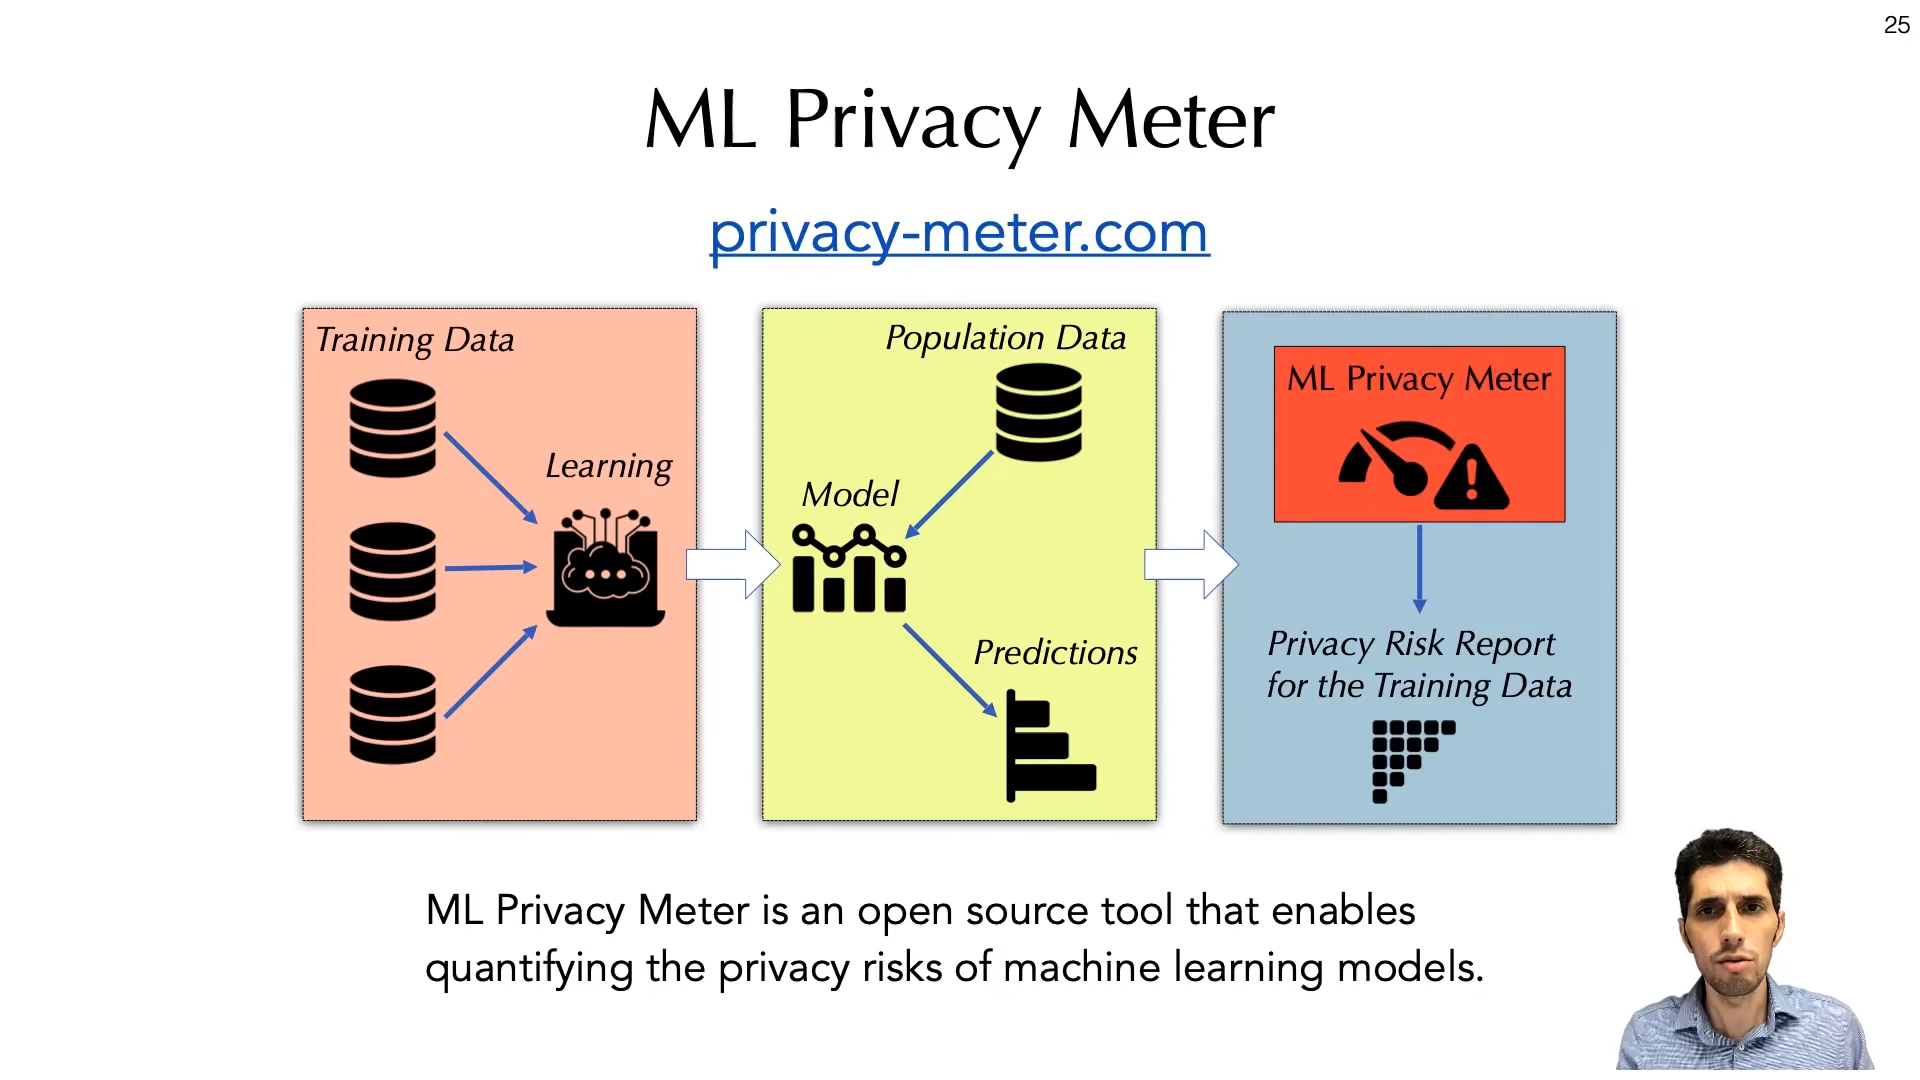 25
ML Privacy Meter
privacy-meter.com
Training Data
Learning
Population Data
Model
Predictions
ML Privacy Meter
Privacy Risk Report
for the Training Data
ML Privacy Meter is an open source tool that enables
quantifying the privacy risks of machine learning models.